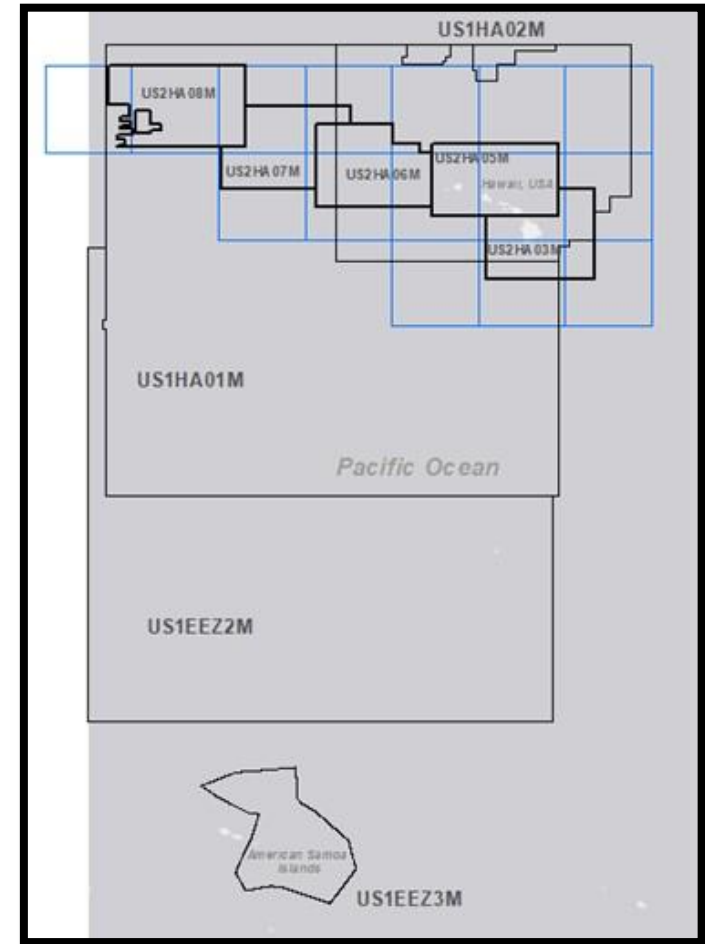 US1HA02M
US2HA08M
US2HA07M
US2HA06M
US2HA05M
Hawaii, USA
US2HA03M
US1HA01M
Pacific Ocean
US1EEZ2M
American Samoa
Islands
US1EEZ3M